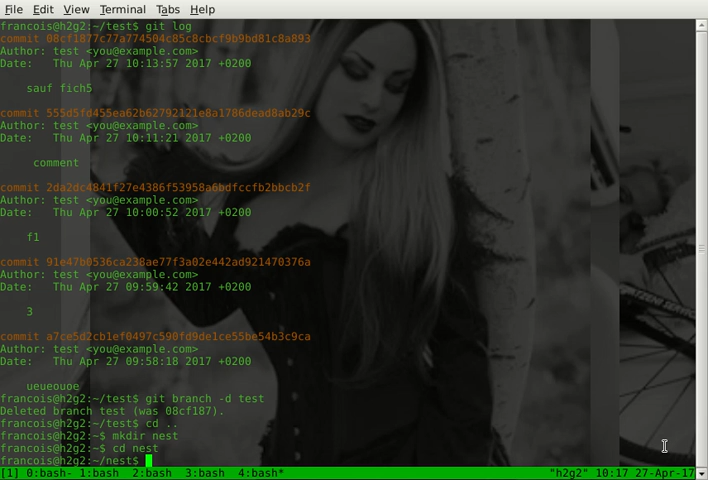 File Edit View Terminal Tabs Help
francois@h2g2:~/test$ git log
commit 08cf1877c77a774504c85c8cbcf9b9bd81c8a893
Author: test <you@example.com>
Date:   Thu Apr 27 10:13:57 2017 +0200
sauf fich5
commit 555d5fd455ea62b62792121e8a1786dead8ab29c
Author: test <you@example.com>
Date:   Thu Apr 27 10:11:21 2017 +0200
comment
commit 2da2dc4841f27e4386f53958a6bdfccfb2bbcb2f
Author: test <you@example.com>
Date:   Thu Apr 27 10:00:52 2017 +0200
f1
commit 91e47b0536ca238ae77f3a02e442ad921470376a
Author: test <you@example.com>
Date:   Thu Apr 27 09:59:42 2017 +0200
3
commit a7ce5d2cb1ef0497c590fd9de1ce55be54b3c9ca
Author: test <you@example.com>
Date:   Thu Apr 27 09:58:18 2017 +0200
ueueouoe
francois@h2g2:~/test$ git branch -d test
Deleted branch test (was 08cf187).
francois@h2g2:~/test$ cd ..
francois@h2g2:~$ mkdir nest
francois@h2g2:~$ cd nest
francois@h2g2:~/nest$
[1] 0:bash- 1:bash  2:bash  3:bash  4:bash* "h2g2" 10:17 27-Apr-17